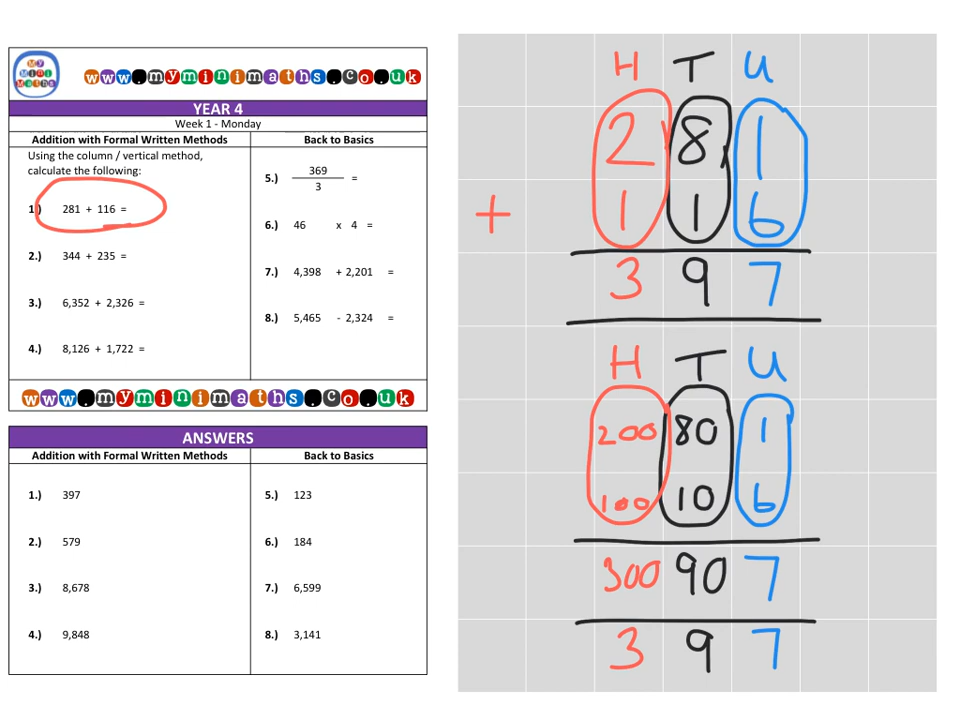 My
Mini
Maths
www.myminimaths.co.uk
YEAR 4
Week 1 - Monday
Addition with Formal Written Methods
Back to Basics
Using the column / vertical method,
calculate the following:
1.) 281 + 116 =
2.) 344 + 235 =
3.) 6,352 + 2,326 =
4.) 8,126 + 1,722 =
5.) 369
3 =
6.) 46 x 4 =
7.) 4,398 + 2,201 =
8.) 5,465 - 2,324 =
www.myminimaths.co.uk
ANSWERS
Addition with Formal Written Methods
Back to Basics
1.) 397
2.) 579
3.) 8,678
4.) 9,848
5.) 123
6.) 184
7.) 6,599
8.) 3,141
H T U
2 8 1
+ 1 1 6
3 9 7
H T U
200 80 1
100 10 6
300 90 7
3 9 7